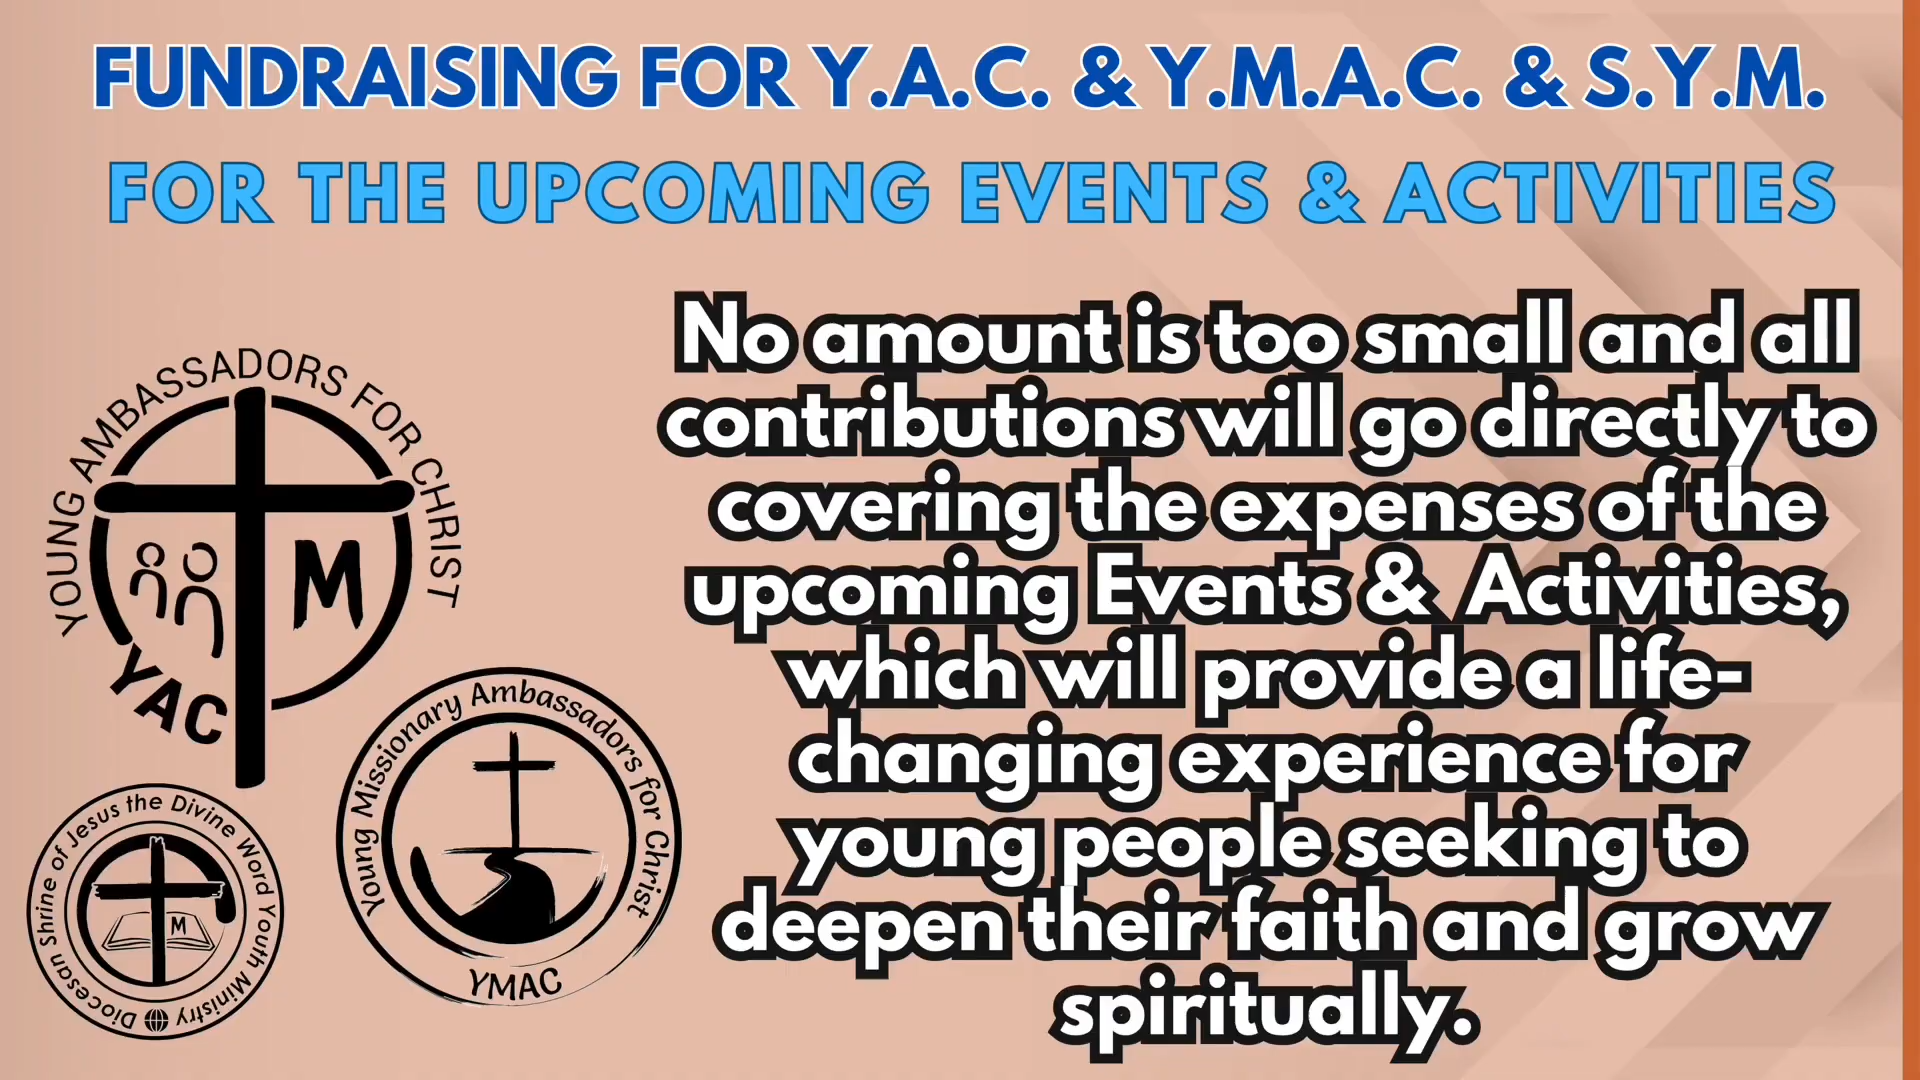 FUNDRAISING FOR Y.A.C. & Y.M.A.C. & S.Y.M.
FOR THE UPCOMING EVENTS & ACTIVITIES
No amount is too small and all
contributions will go directly to
covering the expenses of the
upcoming Events & Activities,
which will provide a life-
changing experience for
young people seeking to
deepen their faith and grow
spiritually.
YOUNG AMBASSADORS FOR CHRIST
M
YAC
Young Missionary Ambassadors for Christ
YMAC
Diocesan Shrine of Jesus the Divine Word Youth Ministry
M